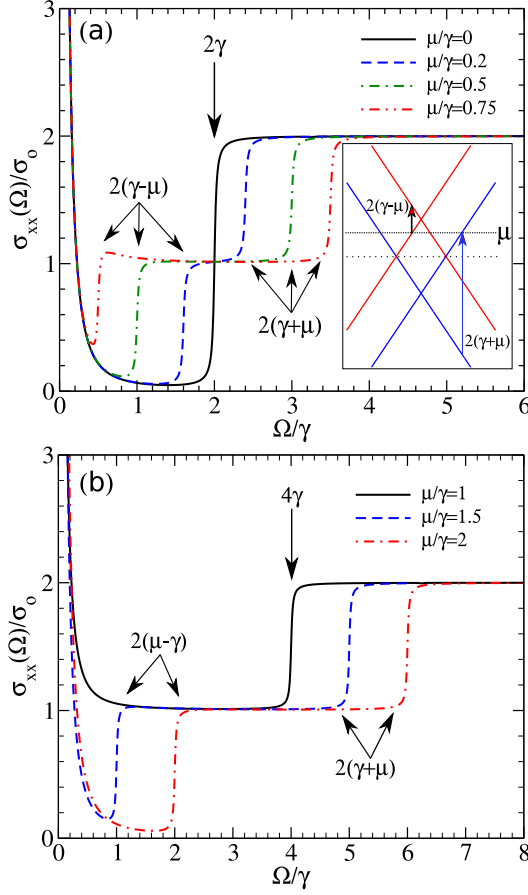 (a)
3
2
1
0
σxx(Ω)/σo
2γ
μ/γ=0
μ/γ=0.2
μ/γ=0.5
μ/γ=0.75
2(γ-μ)
2(γ+μ)
2(γ-μ)
μ
2(γ+μ)
0 1 2 3 4 5 6
Ω/γ
(b)
3
2
1
0
σxx(Ω)/σo
4γ
μ/γ=1
μ/γ=1.5
μ/γ=2
2(μ-γ)
2(γ+μ)
0 1 2 3 4 5 6 7 8
Ω/γ